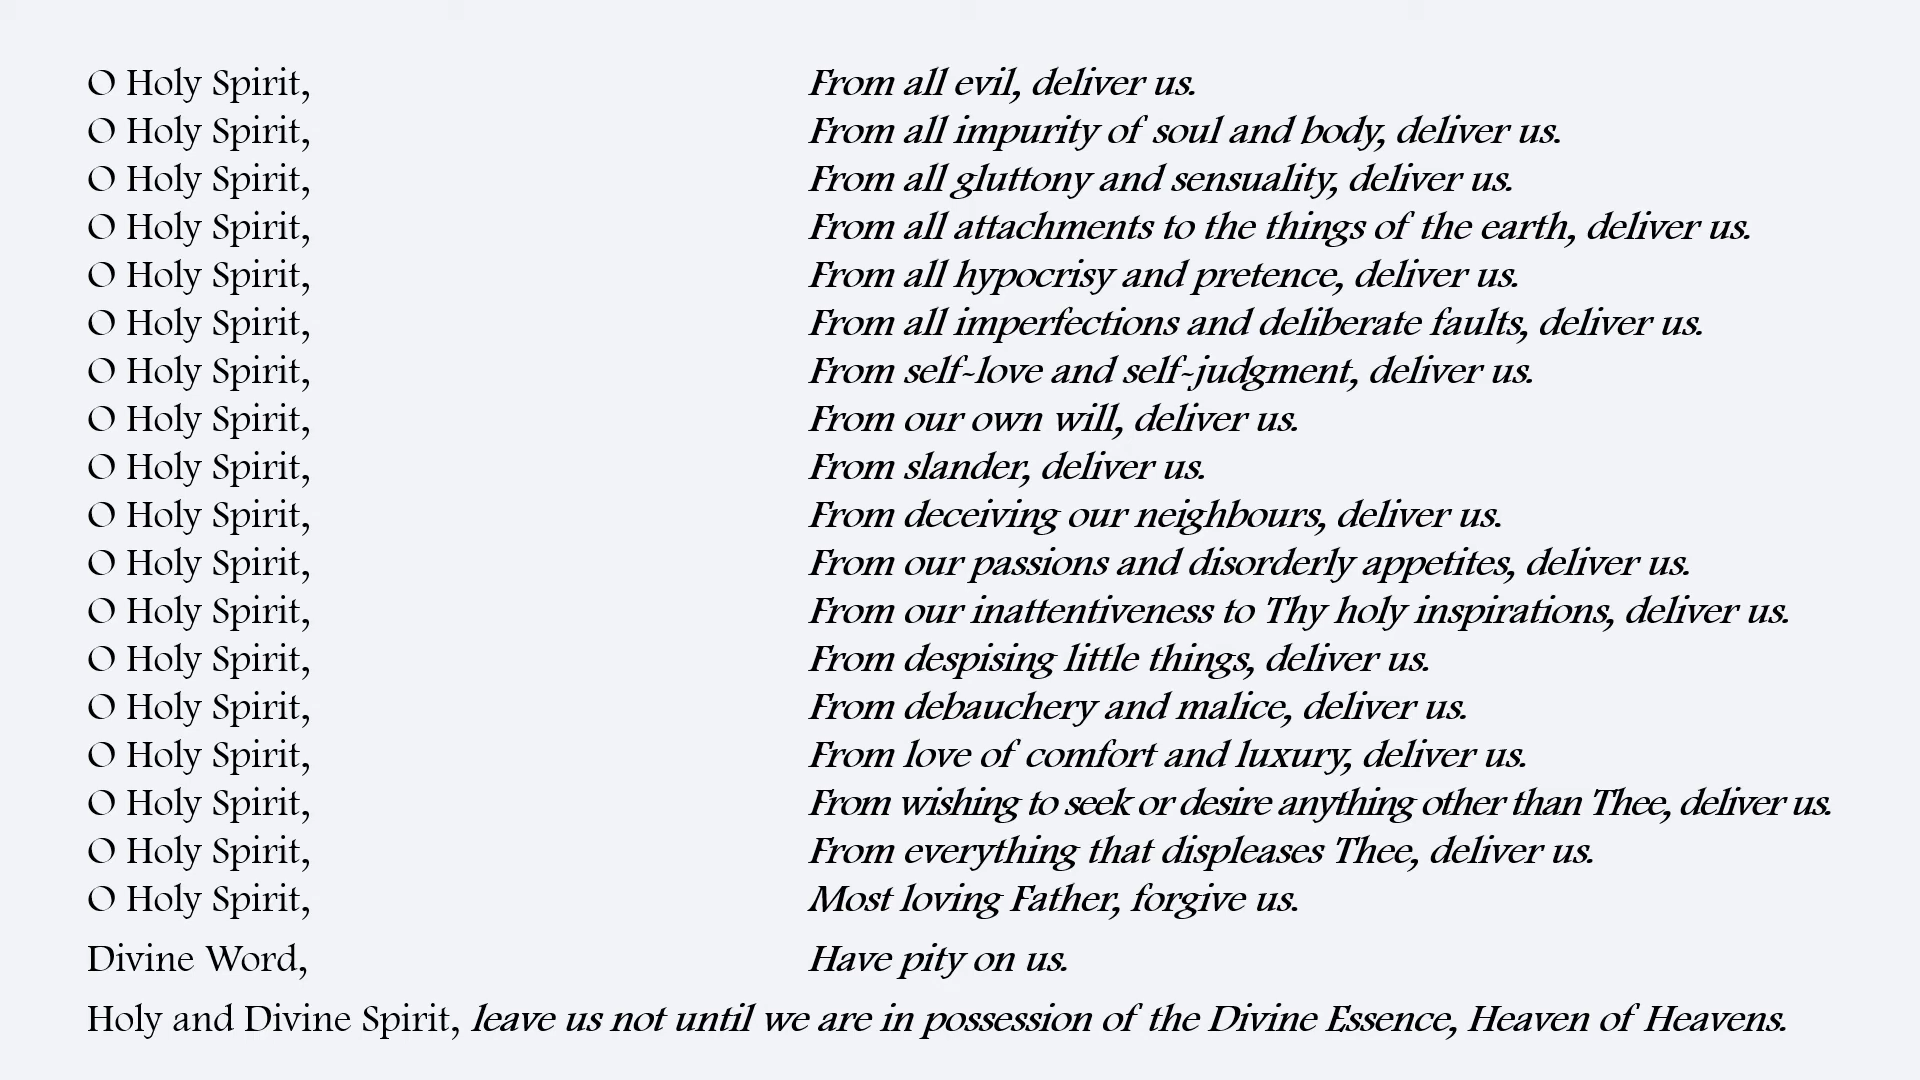 O Holy Spirit, From all evil, deliver us.
O Holy Spirit, From all impurity of soul and body, deliver us.
O Holy Spirit, From all gluttony and sensuality, deliver us.
O Holy Spirit, From all attachments to the things of the earth, deliver us.
O Holy Spirit, From all hypocrisy and pretence, deliver us.
O Holy Spirit, From all imperfections and deliberate faults, deliver us.
O Holy Spirit, From self-love and self-judgment, deliver us.
O Holy Spirit, From our own will, deliver us.
O Holy Spirit, From slander, deliver us.
O Holy Spirit, From deceiving our neighbours, deliver us.
O Holy Spirit, From our passions and disorderly appetites, deliver us.
O Holy Spirit, From our inattentiveness to Thy holy inspirations, deliver us.
O Holy Spirit, From despising little things, deliver us.
O Holy Spirit, From debauchery and malice, deliver us.
O Holy Spirit, From love of comfort and luxury, deliver us.
O Holy Spirit, From wishing to seek or desire anything other than Thee, deliver us.
O Holy Spirit, From everything that displeases Thee, deliver us.
O Holy Spirit, Most loving Father, forgive us.
Divine Word, Have pity on us.
Holy and Divine Spirit, leave us not until we are in possession of the Divine Essence, Heaven of Heavens.